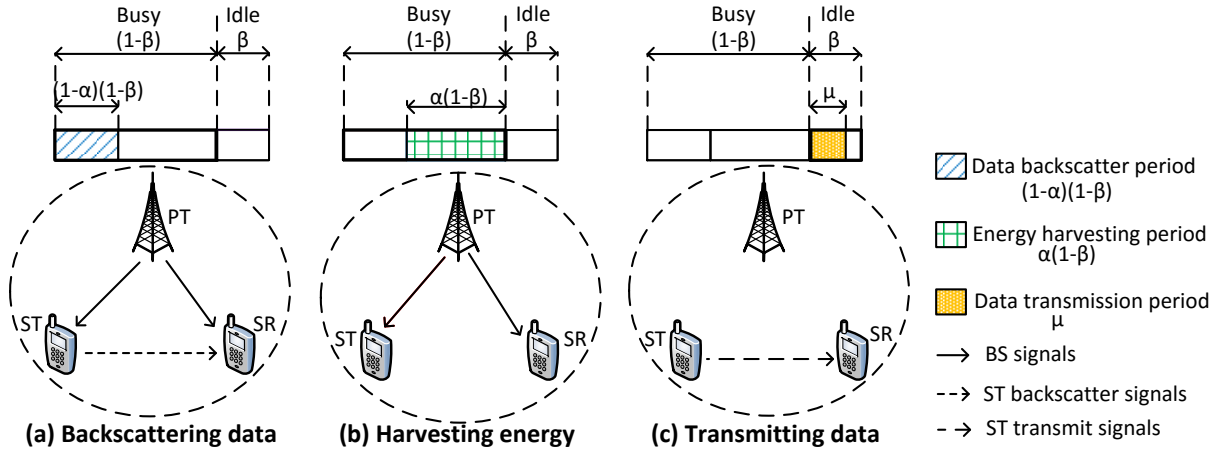 Busy
(1-β)
Idle
β
(1-α)(1-β)
PT
ST
SR
(a) Backscattering data
Busy
(1-β)
Idle
β
α(1-β)
PT
ST
SR
(b) Harvesting energy
Busy
(1-β)
Idle
β
μ
PT
ST
SR
(c) Transmitting data
Data backscatter period
(1-α)(1-β)
Energy harvesting period
α(1-β)
Data transmission period
μ
BS signals
ST backscatter signals
ST transmit signals